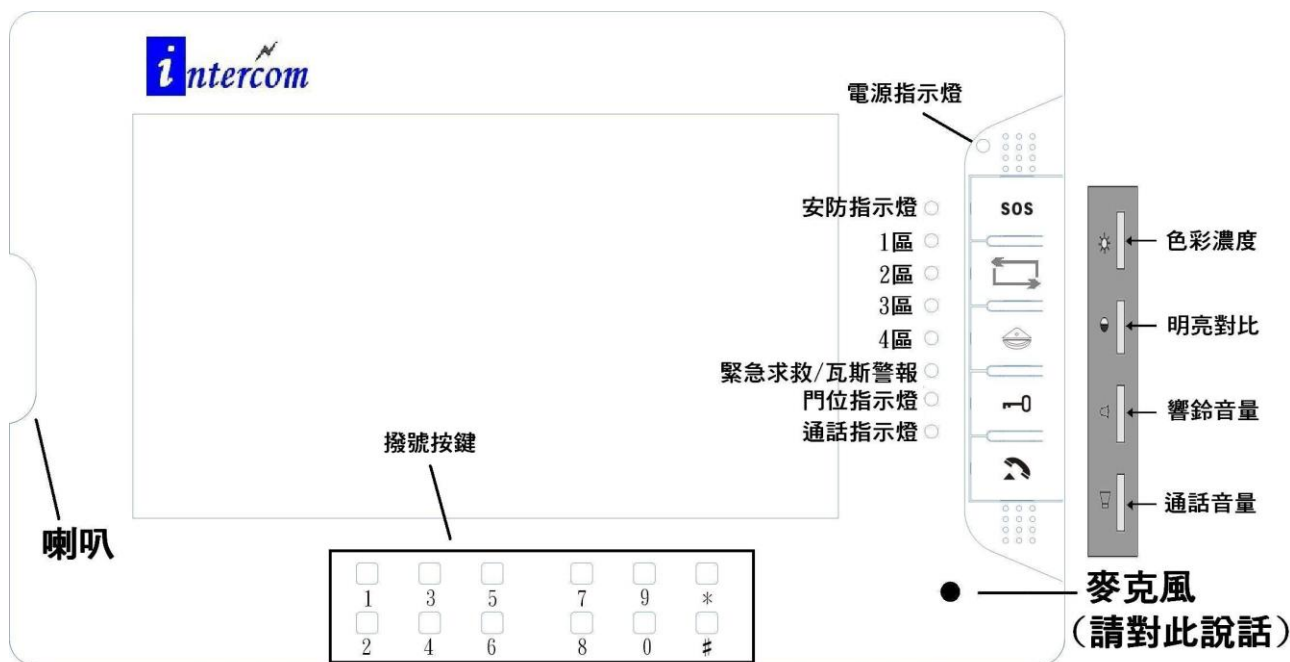 intercom
電源指示燈
安防指示燈
SOS
1區
2區
3區
4區
緊急求救/瓦斯警報
門位指示燈
通話指示燈
色彩濃度
明亮對比
響鈴音量
通話音量
撥號按鍵
喇叭
1 3 5 7 9 *
2 4 6 8 0 #
麥克風
(請對此說話)